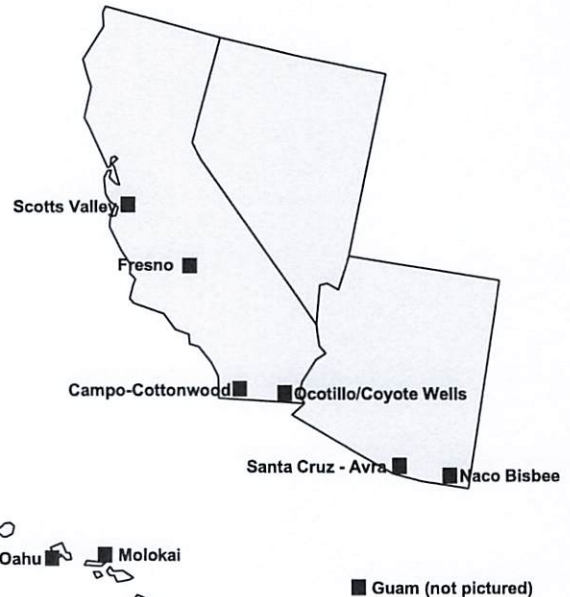 Scotts Valley
Fresno
Campo-Cottonwood
Ocotillo/Coyote Wells
Santa Cruz - Avra
Naco Bisbee
Oahu
Molokai
Guam (not pictured)